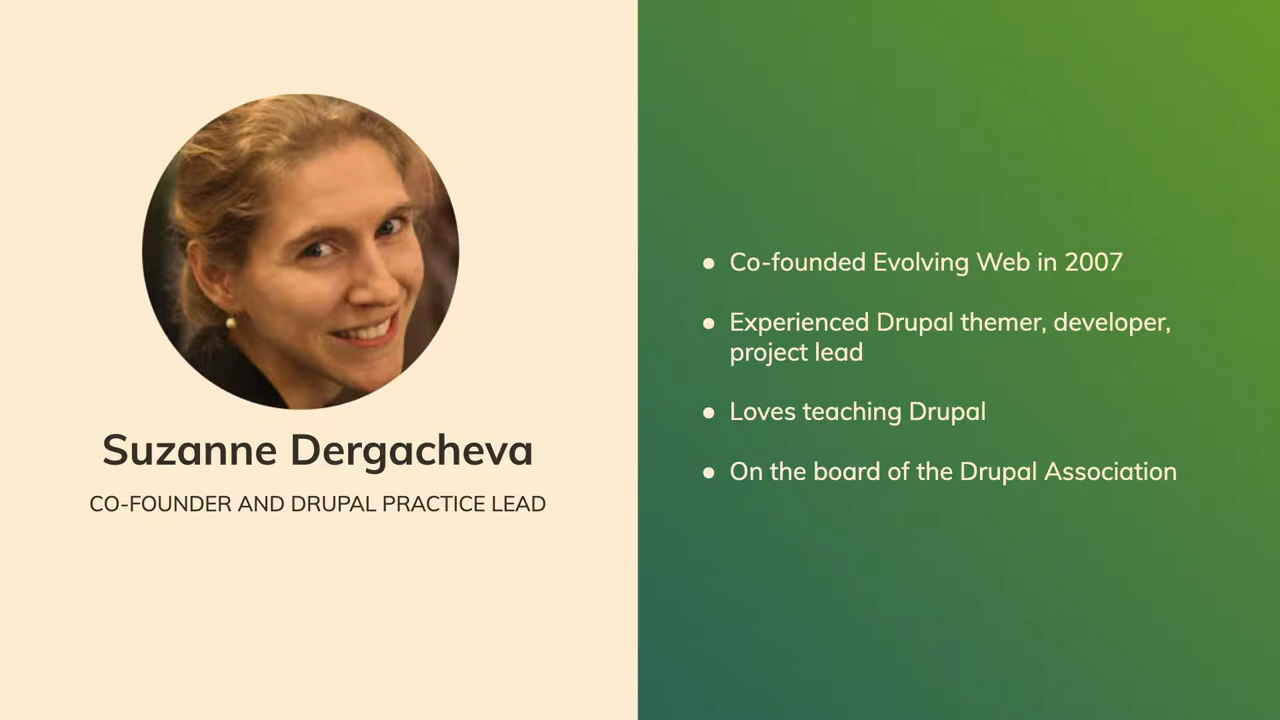 Suzanne Dergacheva
CO-FOUNDER AND DRUPAL PRACTICE LEAD
● Co-founded Evolving Web in 2007
● Experienced Drupal themer, developer,
project lead
● Loves teaching Drupal
● On the board of the Drupal Association